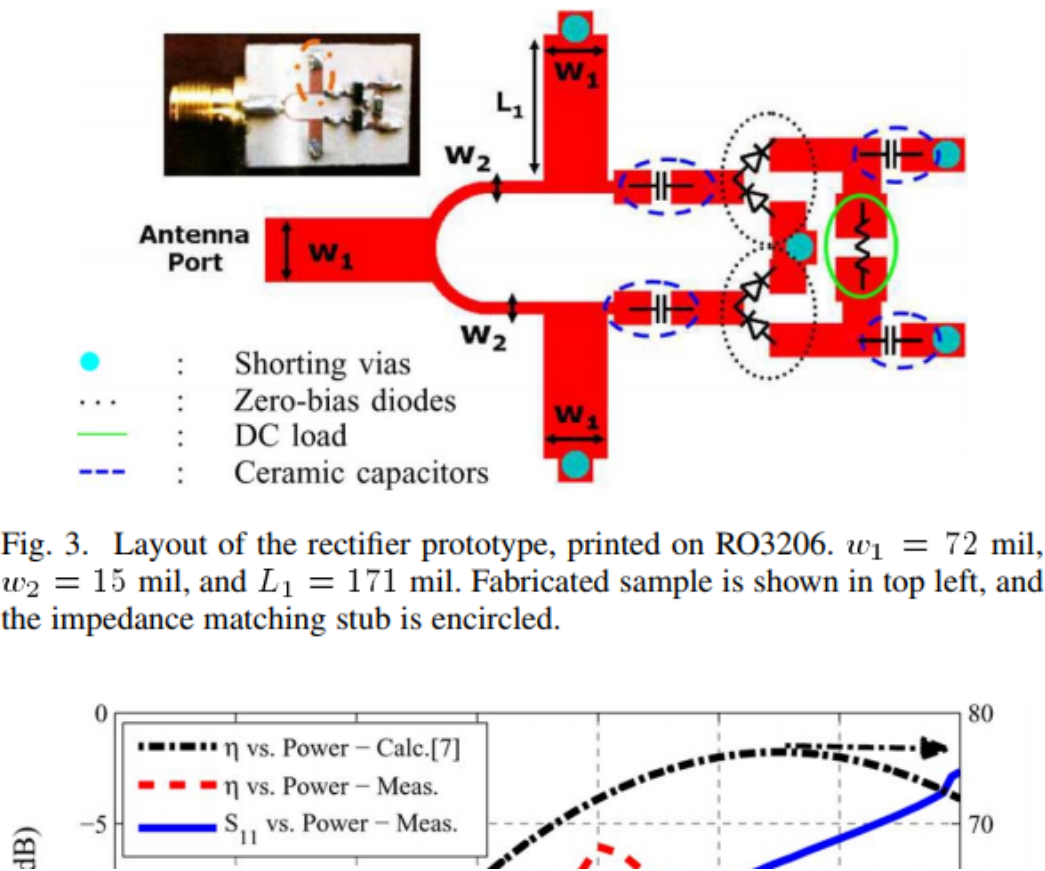 W₁
L₁
W₂
Antenna
Port
W₁
W₂
W₁
: Shorting vias
: Zero-bias diodes
: DC load
: Ceramic capacitors
Fig. 3. Layout of the rectifier prototype, printed on RO3206. w₁ = 72 mil,
w₂ = 15 mil, and L₁ = 171 mil. Fabricated sample is shown in top left, and
the impedance matching stub is encircled.
0
80
η vs. Power − Calc.[7]
η vs. Power − Meas.
S₁₁ vs. Power − Meas.
−5
70
dB)